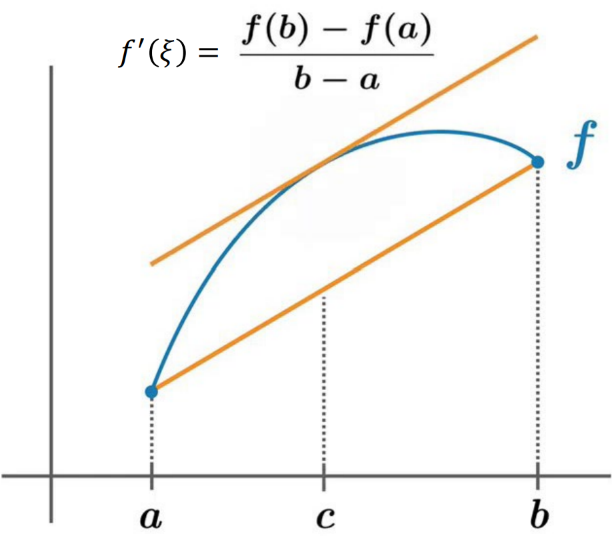 f′(ξ) = f(b) − f(a)
b − a
f
a c b